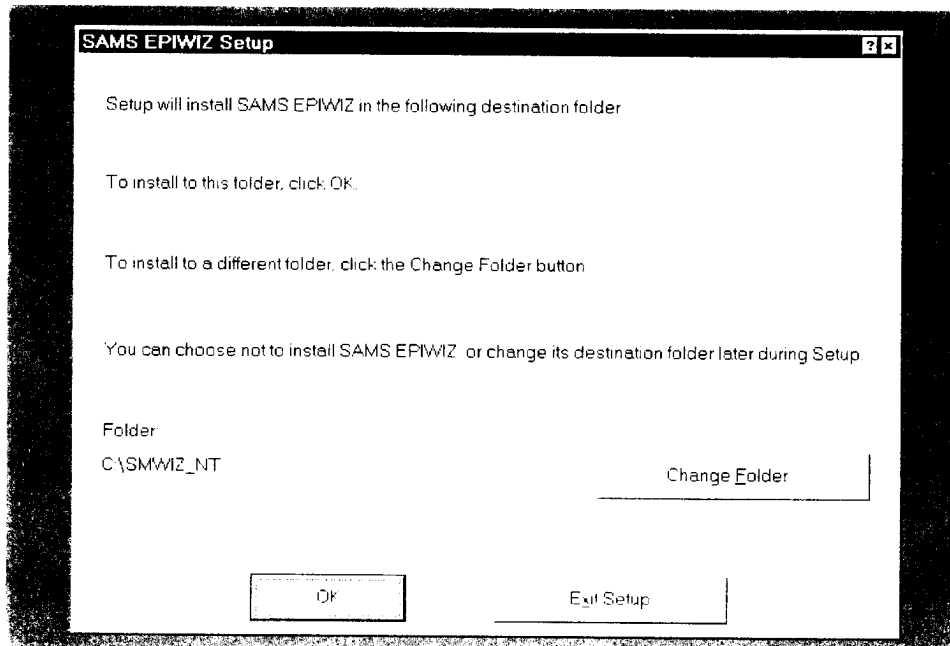 SAMS EPIWIZ Setup
Setup will install SAMS EPIWIZ in the following destination folder
To install to this folder, click OK.
To install to a different folder, click the Change Folder button
You can choose not to install SAMS EPIWIZ or change its destination folder later during Setup.
Folder:
C:\SMWIZ_NT
Change Folder
OK
Exit Setup